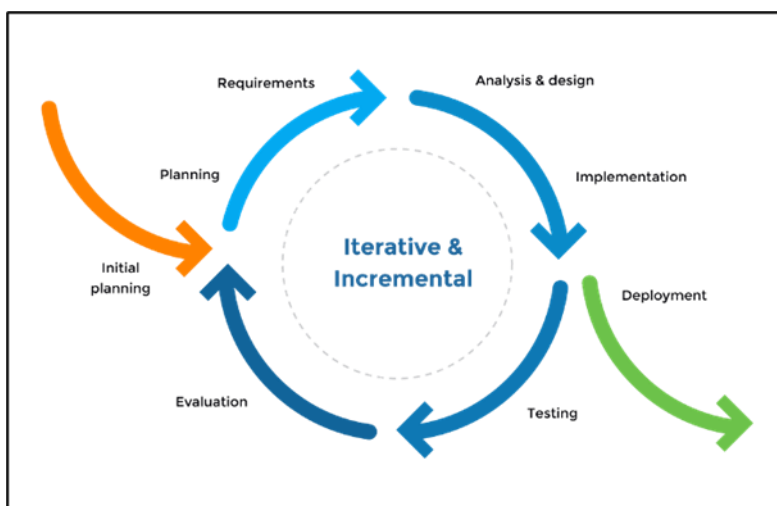 Requirements
Analysis & design
Planning
Implementation
Iterative &
Incremental
Initial
planning
Deployment
Evaluation
Testing